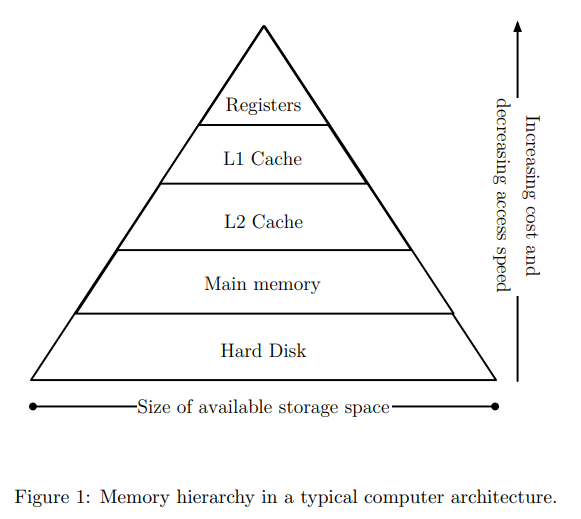 Registers
L1 Cache
L2 Cache
Main memory
Hard Disk
Increasing cost and
decreasing access speed
Size of available storage space
Figure 1: Memory hierarchy in a typical computer architecture.